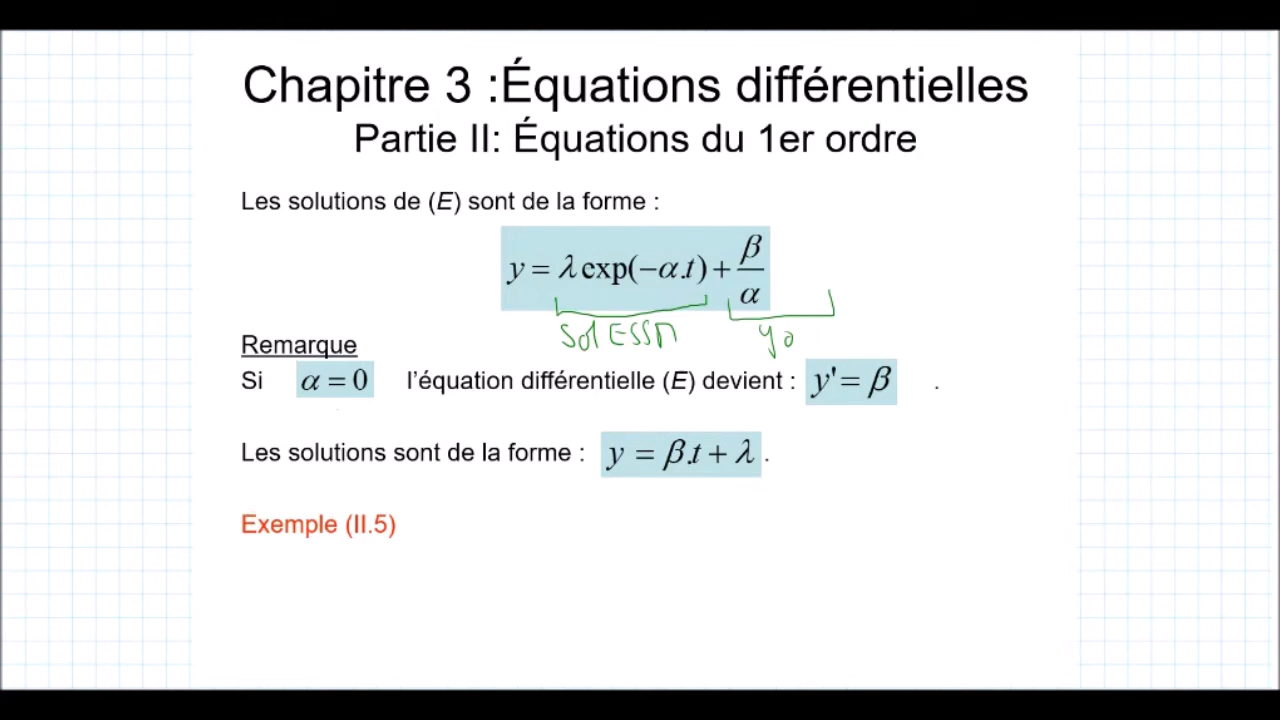 Chapitre 3 :Équations différentielles
Partie II: Équations du 1er ordre
Les solutions de (E) sont de la forme :
y = λ exp(−α.t) + β/α
Sol ESSM y₀
Remarque
Si α = 0 l'équation différentielle (E) devient : y' = β .
Les solutions sont de la forme : y = β.t + λ .
Exemple (II.5)